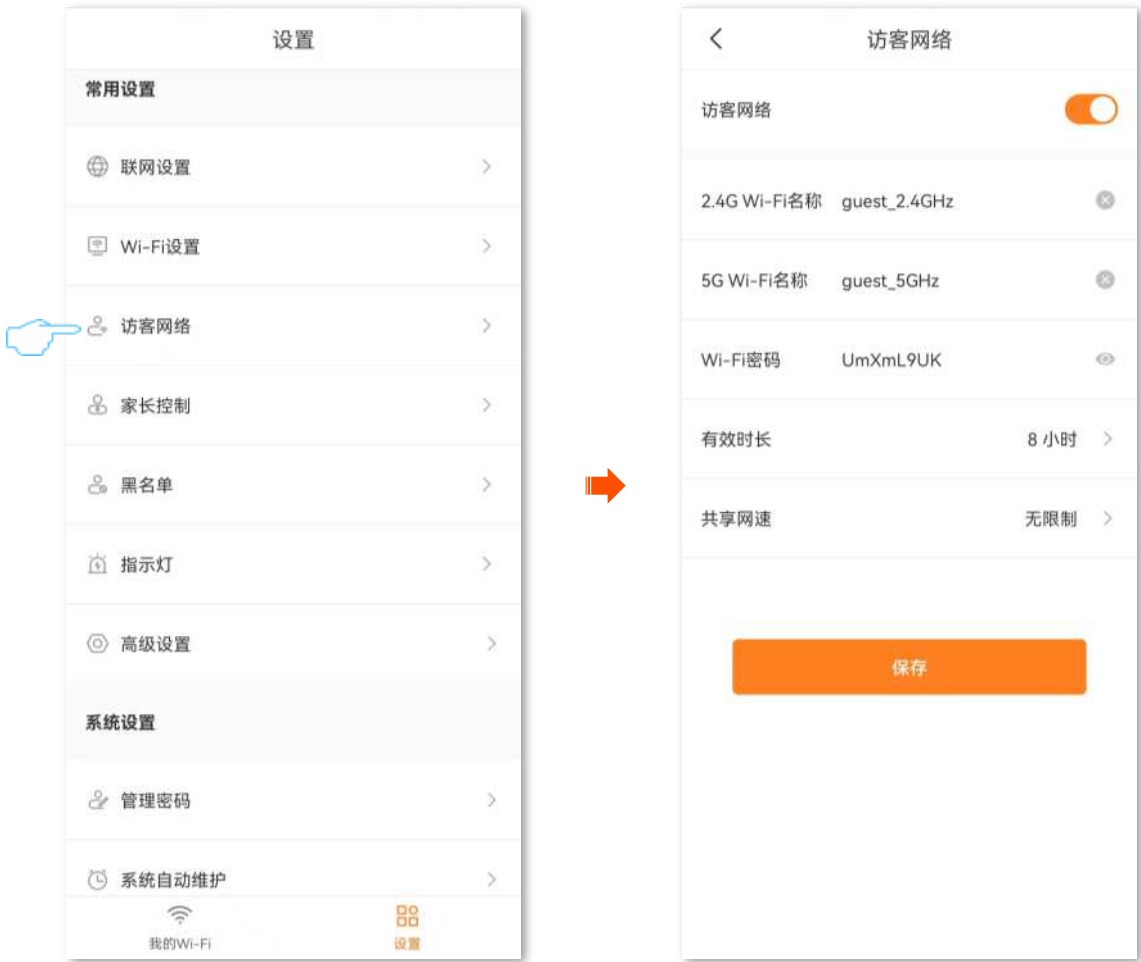 设置
常用设置
联网设置
Wi-Fi设置
访客网络
家长控制
黑名单
指示灯
高级设置
系统设置
管理密码
系统自动维护
我的Wi-Fi
设置
访客网络
访客网络
2.4G Wi-Fi名称 guest_2.4GHz
5G Wi-Fi名称 guest_5GHz
Wi-Fi密码 UmXmL9UK
有效时长 8 小时
共享网速 无限制
保存